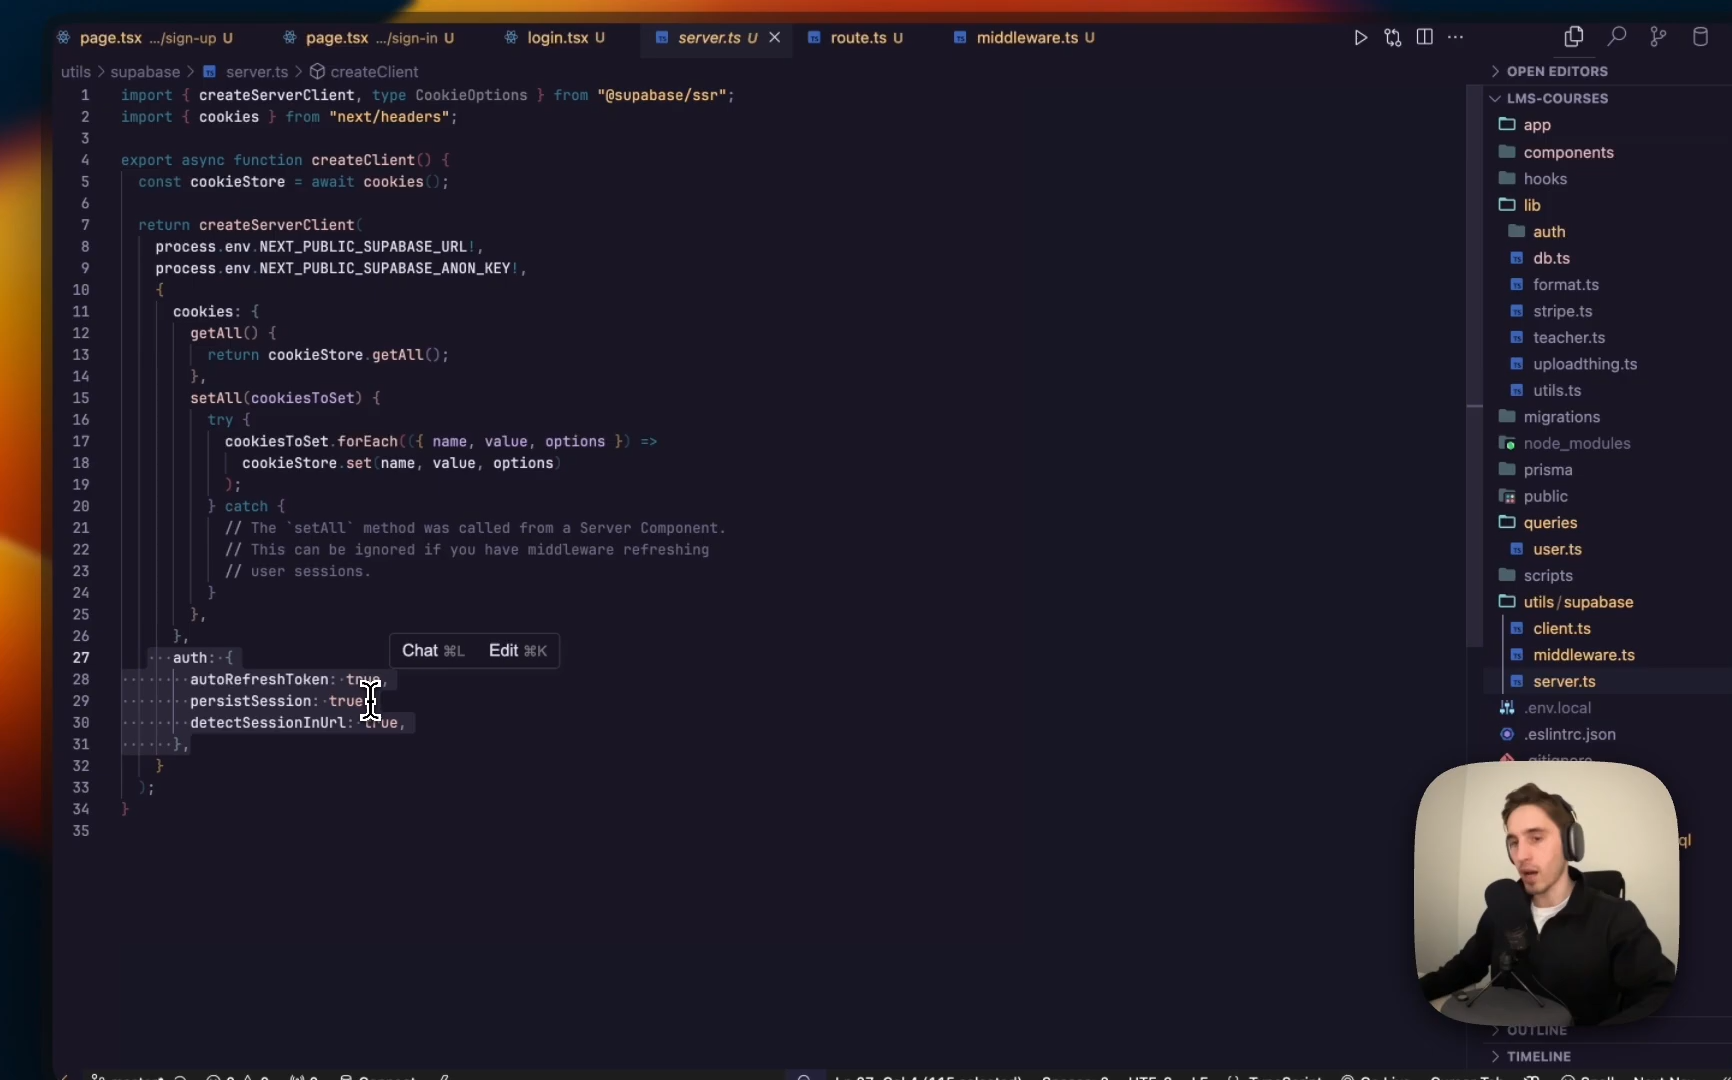 page.tsx .../sign-up U
page.tsx .../sign-in U
login.tsx U
server.ts U
route.ts U
middleware.ts U
utils > supabase > server.ts > createClient
1 import { createServerClient, type CookieOptions } from "@supabase/ssr";
2 import { cookies } from "next/headers";
3
4 export async function createClient() {
5 const cookieStore = await cookies();
6
7 return createServerClient(
8 process.env.NEXT_PUBLIC_SUPABASE_URL!,
9 process.env.NEXT_PUBLIC_SUPABASE_ANON_KEY!,
10 {
11 cookies: {
12 getAll() {
13 return cookieStore.getAll();
14 },
15 setAll(cookiesToSet) {
16 try {
17 cookiesToSet.forEach(({ name, value, options }) =>
18 cookieStore.set(name, value, options)
19 );
20 } catch {
21 // The `setAll` method was called from a Server Component.
22 // This can be ignored if you have middleware refreshing
23 // user sessions.
24 }
25 },
26 },
27 auth: {
28 autoRefreshToken: true,
29 persistSession: true
30 detectSessionInUrl: true,
31 },
32 }
33 );
34 }
35
Chat ⌘L Edit ⌘K
OPEN EDITORS
LMS-COURSES
app
components
hooks
lib
auth
db.ts
format.ts
stripe.ts
teacher.ts
uploadthing.ts
utils.ts
migrations
node_modules
prisma
public
queries
user.ts
scripts
utils/supabase
client.ts
middleware.ts
server.ts
.env.local
.eslintrc.json
.gitignore
ql
OUTLINE
TIMELINE